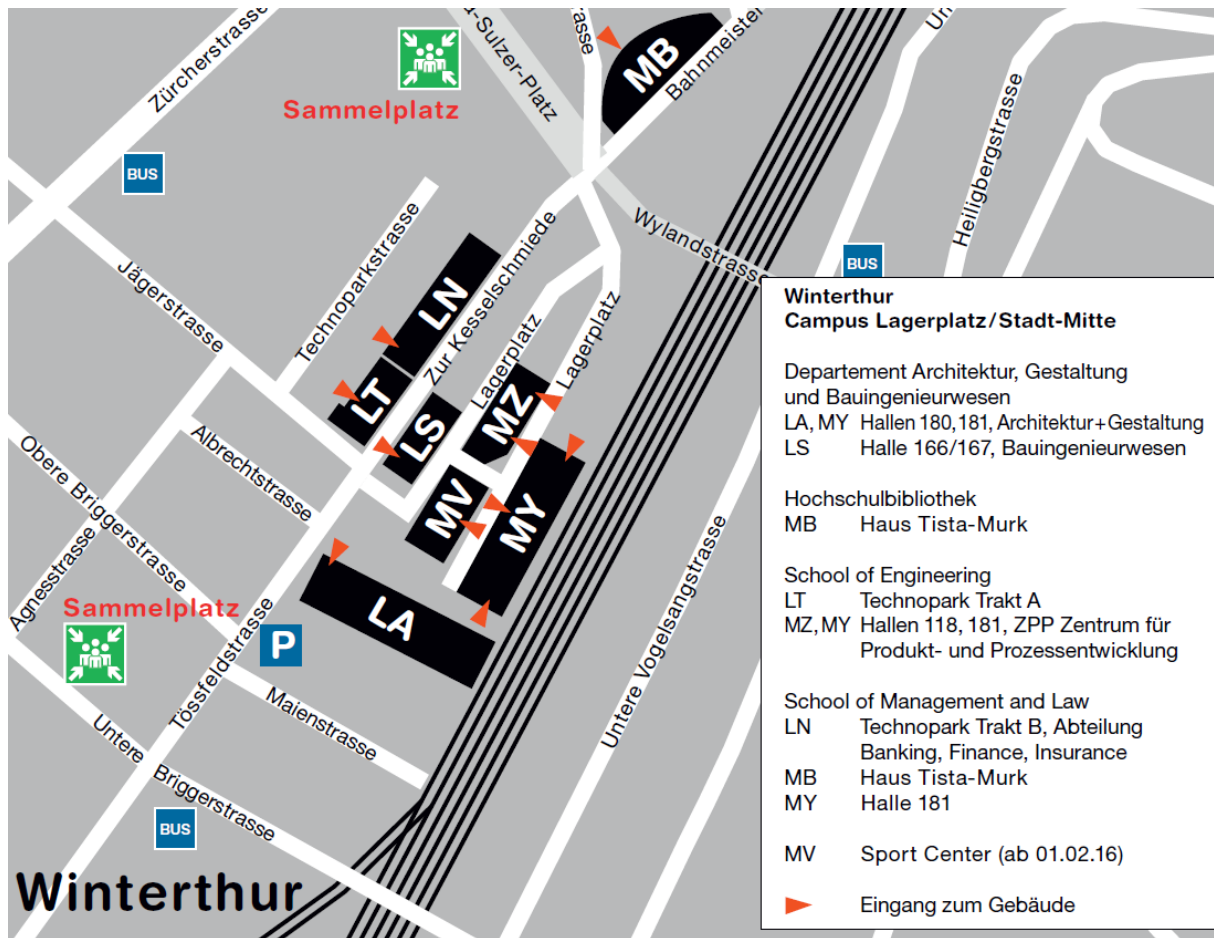 Zürcherstrasse
Sammelplatz
a-Sulzer-Platz
rasse
MB
Bahnmeister
Un
Heiligbergstrasse
BUS
Wylandstrasse
BUS
Jägerstrasse
Technoparkstrasse
LN
Zur Kesselschmiede
Lagerplatz
Lagerplatz
LT
LS
MZ
MV
MY
LA
Albrechtstrasse
Obere Briggerstrasse
Agnesstrasse
Sammelplatz
P
Tössfeldstrasse
Maienstrasse
Untere Briggerstrasse
Untere Vogelsangstrasse
BUS
Winterthur
Winterthur
Campus Lagerplatz/Stadt-Mitte
Departement Architektur, Gestaltung
und Bauingenieurwesen
LA, MY Hallen 180,181, Architektur+Gestaltung
LS Halle 166/167, Bauingenieurwesen
Hochschulbibliothek
MB Haus Tista-Murk
School of Engineering
LT Technopark Trakt A
MZ, MY Hallen 118, 181, ZPP Zentrum für
Produkt- und Prozessentwicklung
School of Management and Law
LN Technopark Trakt B, Abteilung
Banking, Finance, Insurance
MB Haus Tista-Murk
MY Halle 181
MV Sport Center (ab 01.02.16)
Eingang zum Gebäude